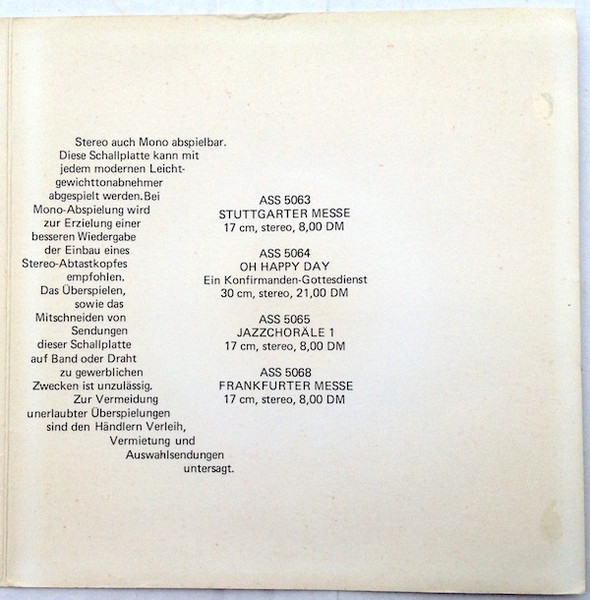 Stereo auch Mono abspielbar.
Diese Schallplatte kann mit
jedem modernen Leicht-
gewichttonabnehmer
abgespielt werden.Bei
Mono-Abspielung wird
zur Erzielung einer
besseren Wiedergabe
der Einbau eines
Stereo-Abtastkopfes
empfohlen.
Das Überspielen,
sowie das
Mitschneiden von
Sendungen
dieser Schallplatte
auf Band oder Draht
zu gewerblichen
Zwecken ist unzulässig.
Zur Vermeidung
unerlaubter Überspielungen
sind den Händlern Verleih,
Vermietung und
Auswahlsendungen
untersagt.
ASS 5063
STUTTGARTER MESSE
17 cm, stereo, 8,00 DM
ASS 5064
OH HAPPY DAY
Ein Konfirmanden-Gottesdienst
30 cm, stereo, 21,00 DM
ASS 5065
JAZZCHORÄLE 1
17 cm, stereo, 8,00 DM
ASS 5068
FRANKFURTER MESSE
17 cm, stereo, 8,00 DM